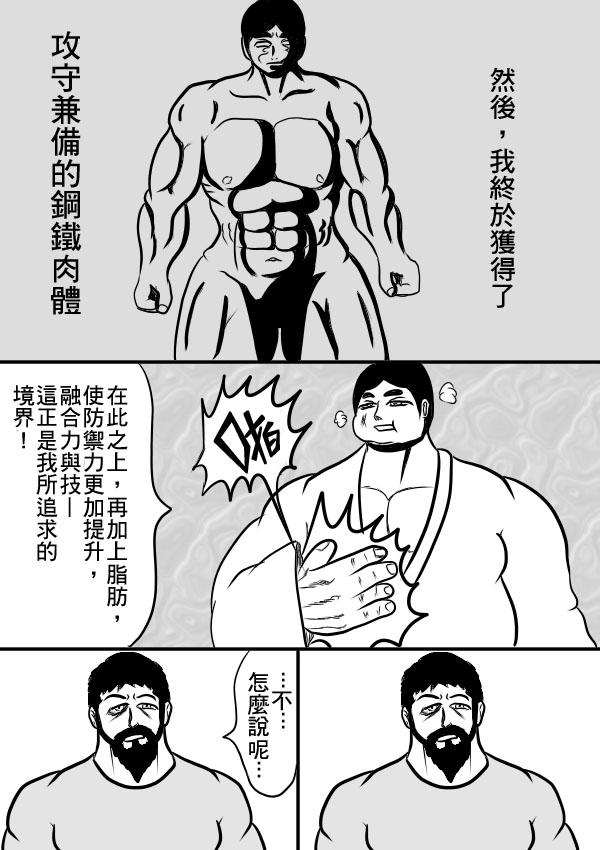 然後，我終於獲得了
攻守兼備的鋼鐵肉體
啪
在此之上，再加上脂肪，
使防禦力更加提升，
融合力與技—
這正是我所追求的
境界！
…不…
怎麼說呢…